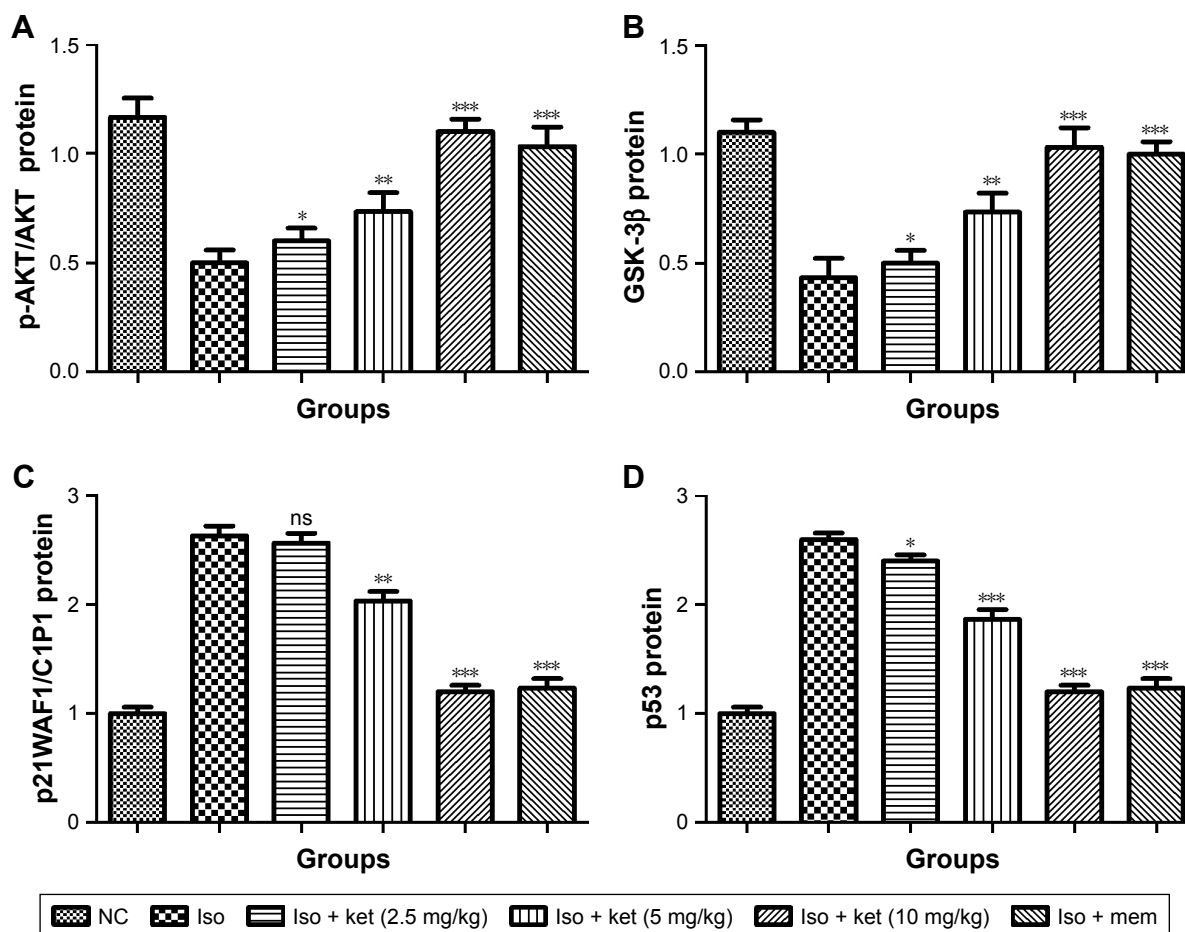 A
p-AKT/AKT protein
1.5
1.0
0.5
0.0
*
**
***
***
Groups
B
GSK-3β protein
1.5
1.0
0.5
0.0
*
**
***
***
Groups
C
p21WAF1/C1P1 protein
3
2
1
0
ns
**
***
***
Groups
D
p53 protein
3
2
1
0
*
***
***
***
Groups
NC Iso Iso + ket (2.5 mg/kg) Iso + ket (5 mg/kg) Iso + ket (10 mg/kg) Iso + mem